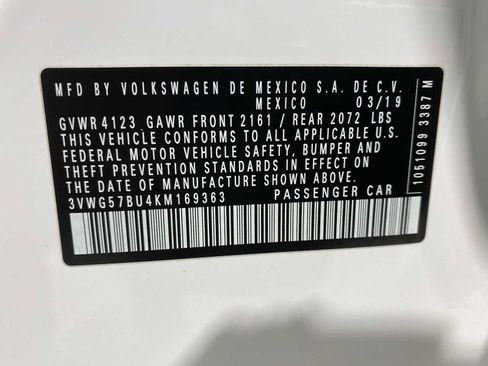 MFD BY VOLKSWAGEN DE MEXICO S.A. DE C.V.
MEXICO 03/19
GVWR 4123 GAWR FRONT 2161 / REAR 2072 LBS
THIS VEHICLE CONFORMS TO ALL APPLICABLE U.S.
FEDERAL MOTOR VEHICLE SAFETY, BUMPER AND
THEFT PREVENTION STANDARDS IN EFFECT ON
THE DATE OF MANUFACTURE SHOWN ABOVE.
3VWG57BU4KM169363 PASSENGER CAR
1051099 3387 M